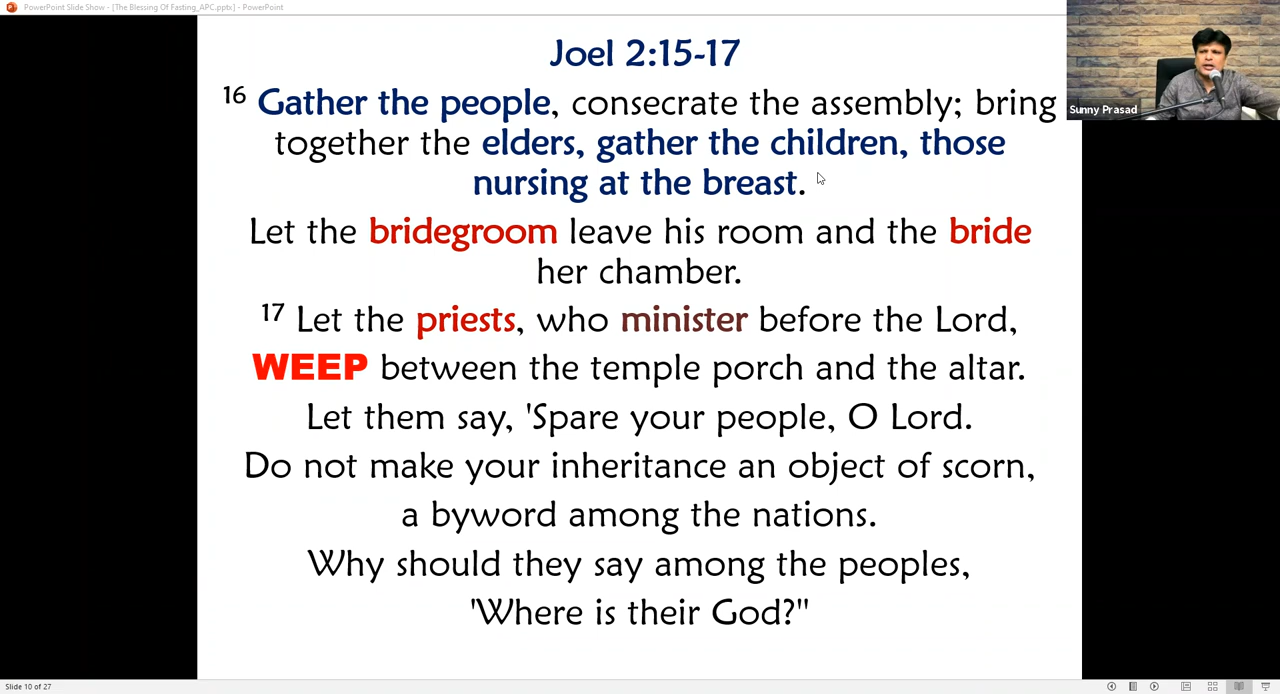 PowerPoint Slide Show - [The Blessing Of Fasting_APC.pptx] - PowerPoint
Sunny Prasad
Joel 2:15-17
16 Gather the people, consecrate the assembly; bring
together the elders, gather the children, those
nursing at the breast.
Let the bridegroom leave his room and the bride
her chamber.
17 Let the priests, who minister before the Lord,
WEEP between the temple porch and the altar.
Let them say, 'Spare your people, O Lord.
Do not make your inheritance an object of scorn,
a byword among the nations.
Why should they say among the peoples,
'Where is their God?"
Slide 10 of 27